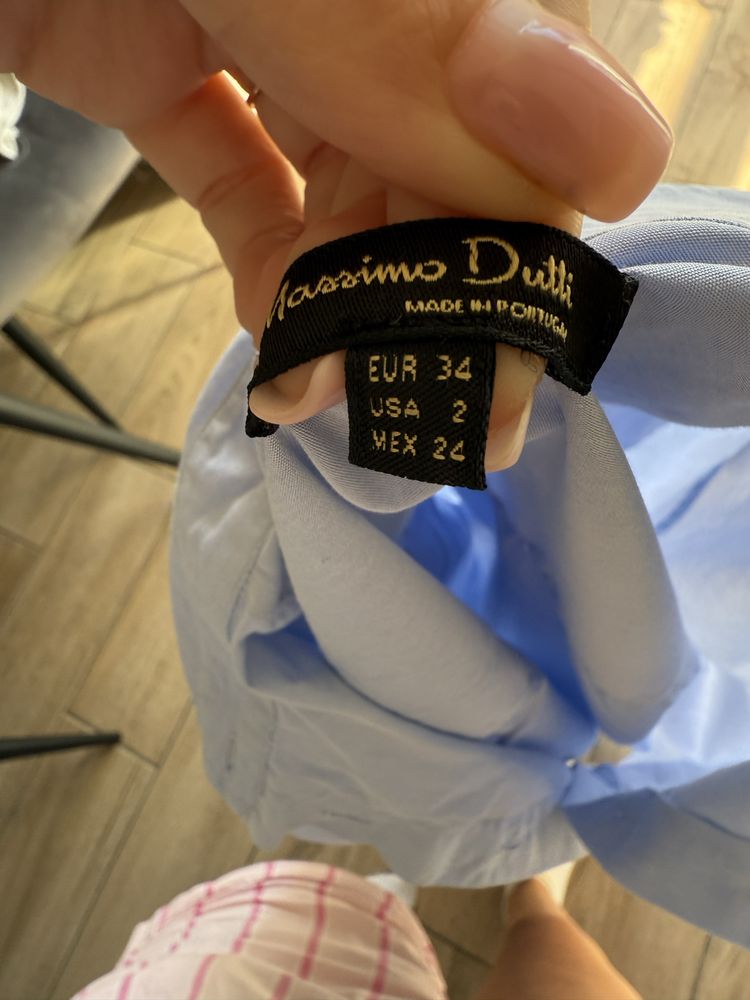 Massimo Dutti
MADE IN PORTUGAL
EUR 34
USA 2
MEX 24